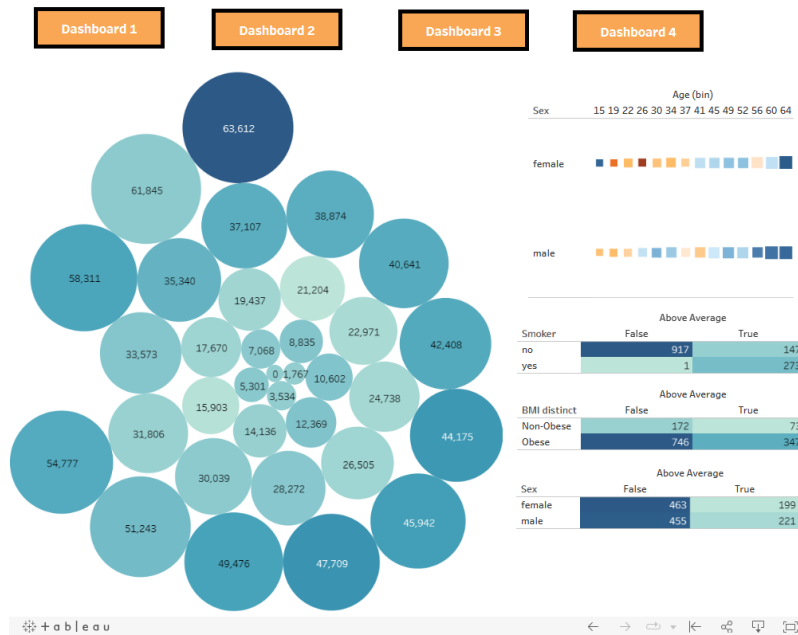 Dashboard 1
Dashboard 2
Dashboard 3
Dashboard 4
63,612
61,845
38,874
37,107
40,641
58,311
35,340
21,204
19,437
22,971
42,408
33,573
17,670
7,068
8,835
0
1,767
10,602
5,301
3,534
24,738
15,903
12,369
14,136
31,806
44,175
54,777
26,505
30,039
28,272
51,243
45,942
49,476
47,709
Age (bin)
Sex
15 19 22 26 30 34 37 41 45 49 52 56 60 64
female
male
Above Average
Smoker False True
no 917 147
yes 1 273
Above Average
BMI distinct False True
Non-Obese 172 73
Obese 746 347
Above Average
Sex False True
female 463 199
male 455 221
+ableau